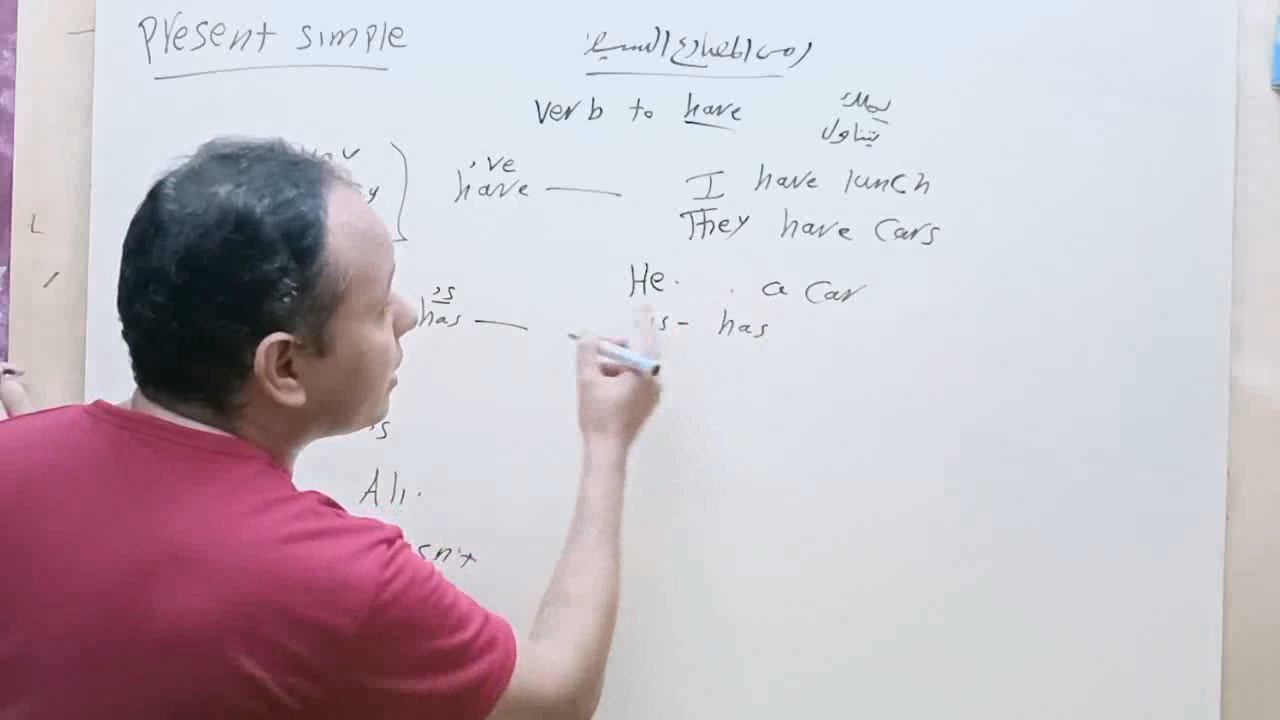 Present simple
زمن المضارع البسيط
verb to have
يملك
يتناول
've
have
I have lunch
They have cars
's
has
He. . a car
's - has
's
Ali.
sn't